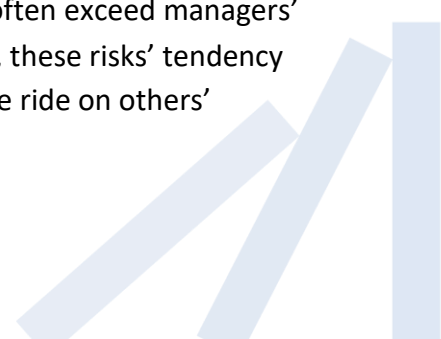 often exceed managers’
these risks’ tendency
ride on others’